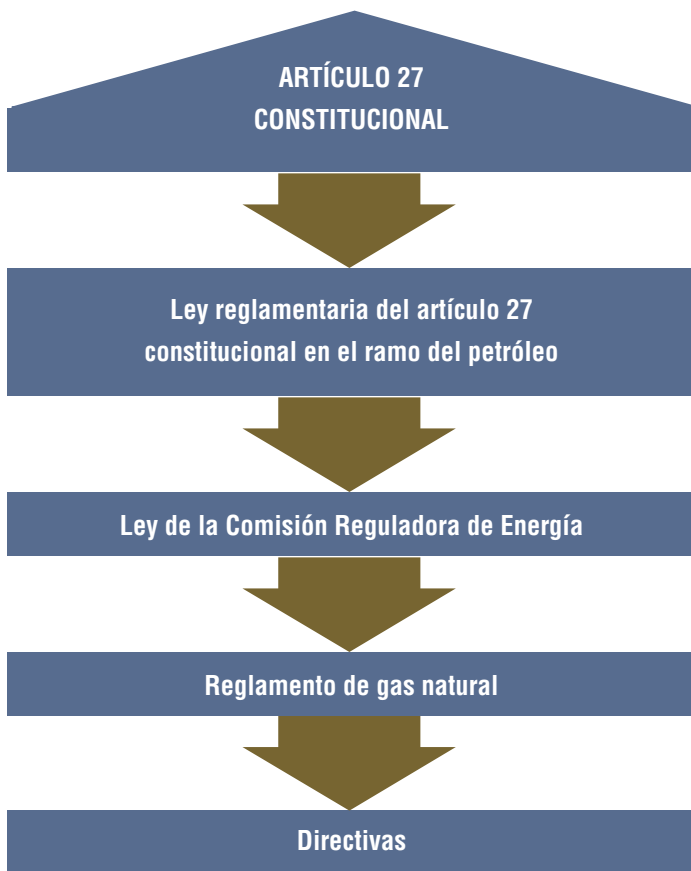 ARTÍCULO 27
CONSTITUCIONAL
Ley reglamentaria del artículo 27
constitucional en el ramo del petróleo
Ley de la Comisión Reguladora de Energía
Reglamento de gas natural
Directivas